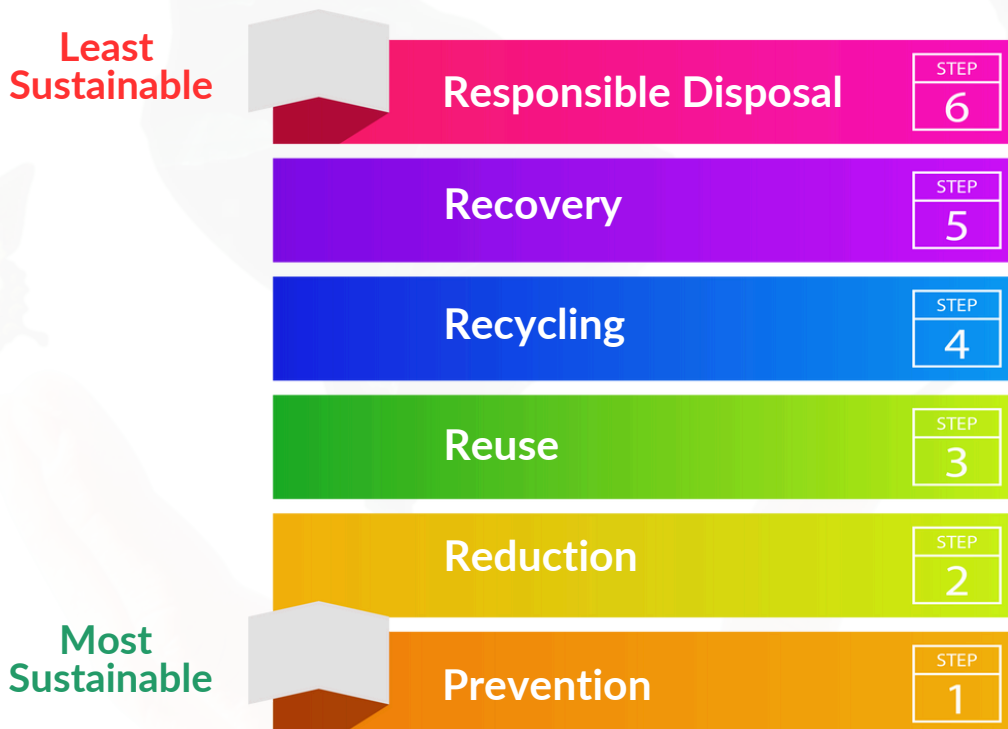 Least
Sustainable
Responsible Disposal
STEP
6
Recovery
STEP
5
Recycling
STEP
4
Reuse
STEP
3
Reduction
STEP
2
Most
Sustainable
Prevention
STEP
1